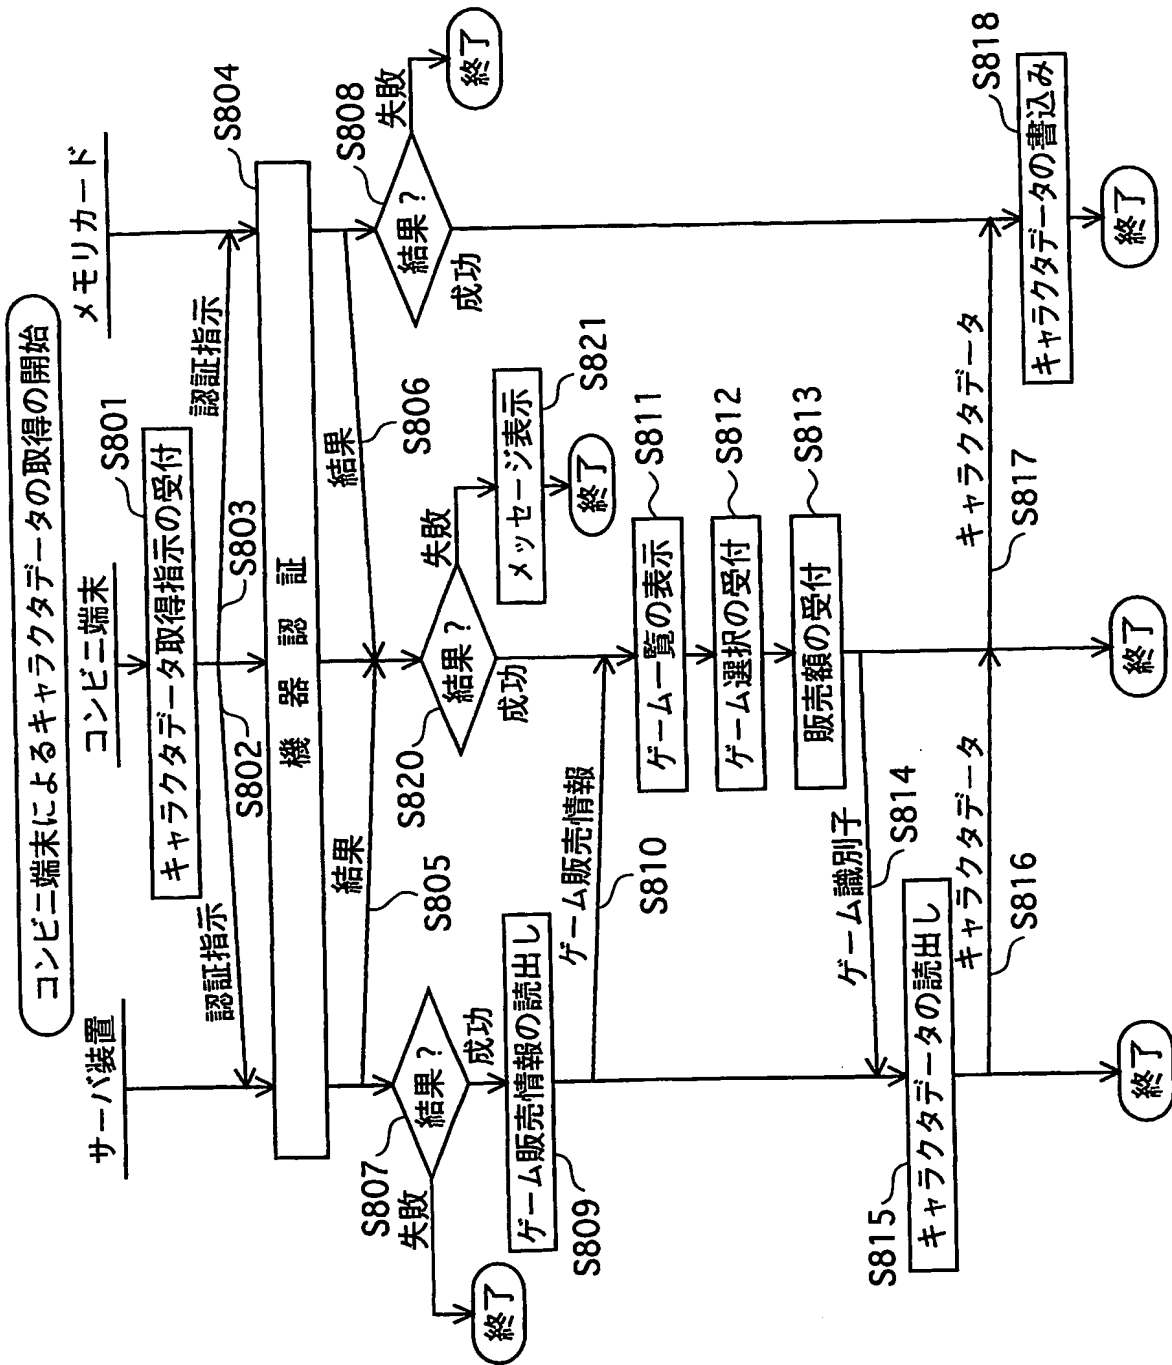 コンビニ端末によるキャラクタデータの取得の開始
サーバ装置
コンビニ端末
メモリカード
S801
キャラクタデータ取得指示の受付
認証指示
S802
S803
認証指示
S804
機器認証
結果
S805
結果
S806
S807
結果？
失敗
成功
終了
S820
結果？
失敗
成功
S808
結果？
失敗
成功
終了
メッセージ表示
S821
終了
ゲーム販売情報の読出し
S809
ゲーム販売情報
S810
ゲーム一覧の表示
S811
ゲーム選択の受付
S812
販売額の受付
S813
ゲーム識別子
S814
S815
キャラクタデータの読出し
キャラクタデータ
S816
キャラクタデータ
S817
キャラクタデータの書込み
S818
終了
終了
終了